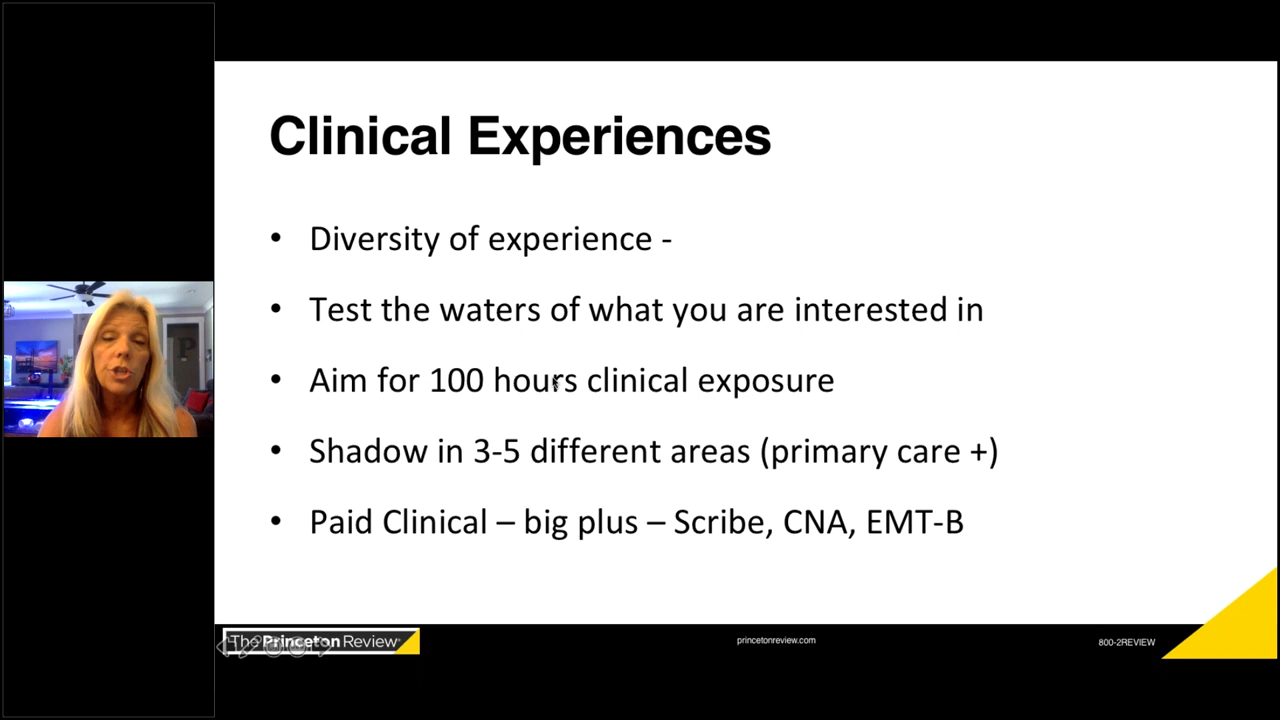 Clinical Experiences
• Diversity of experience -
• Test the waters of what you are interested in
• Aim for 100 hours clinical exposure
• Shadow in 3-5 different areas (primary care +)
• Paid Clinical – big plus – Scribe, CNA, EMT-B
The Princeton Review
princetonreview.com
800-2REVIEW
P